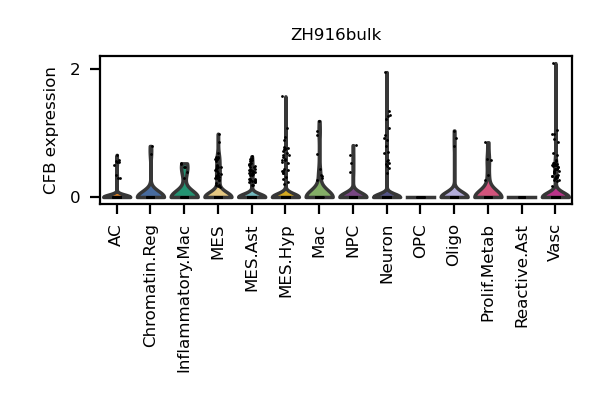 ZH916bulk
CFB expression
2
0
AC
Chromatin.Reg
Inflammatory.Mac
MES
MES.Ast
MES.Hyp
Mac
NPC
Neuron
OPC
Oligo
Prolif.Metab
Reactive.Ast
Vasc